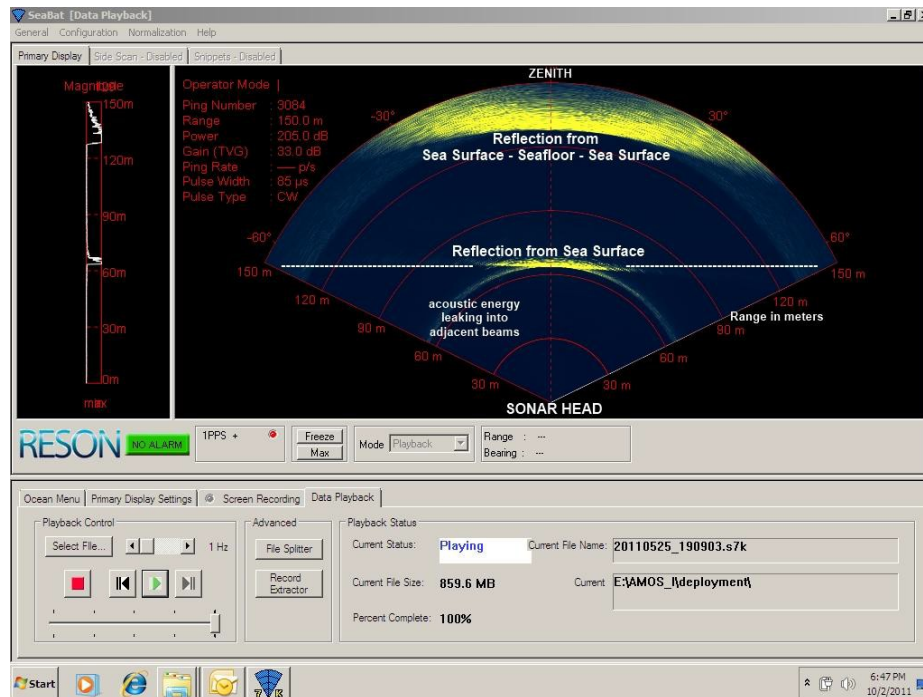 SeaBat [Data Playback]
General Configuration Normalization Help
Primary Display Side Scan - Disabled Snippets - Disabled
150m
120m
90m
60m
30m
0m
Operator Mode |
Ping Number : 3084
Range : 150.0 m
Power : 205.0 dB
Gain (TVG) : 33.0 dB
Ping Rate : --- p/s
Pulse Width : 85 µs
Pulse Type : CW
ZENITH
-30° 30°
Reflection from
Sea Surface - Seafloor - Sea Surface
-60° 60°
Reflection from Sea Surface
150 m 150 m
120 m 120 m
acoustic energy
leaking into
adjacent beams
Range in meters
90 m 90 m
60 m 60 m
30 m 30 m
SONAR HEAD
RESON NO ALARM
1PPS +
Freeze
Max
Mode Playback
Range : ---
Bearing : ---
Ocean Menu Primary Display Settings Screen Recording Data Playback
Playback Control
Select File... 1 Hz
Advanced
File Splitter
Record
Extractor
Playback Status
Current Status: Playing Current File Name: 20110525_190903.s7k
Current File Size: 859.6 MB Current E:\AMOS_I\deployment\
Percent Complete: 100%
Start
7 K
6:47 PM
10/2/2011